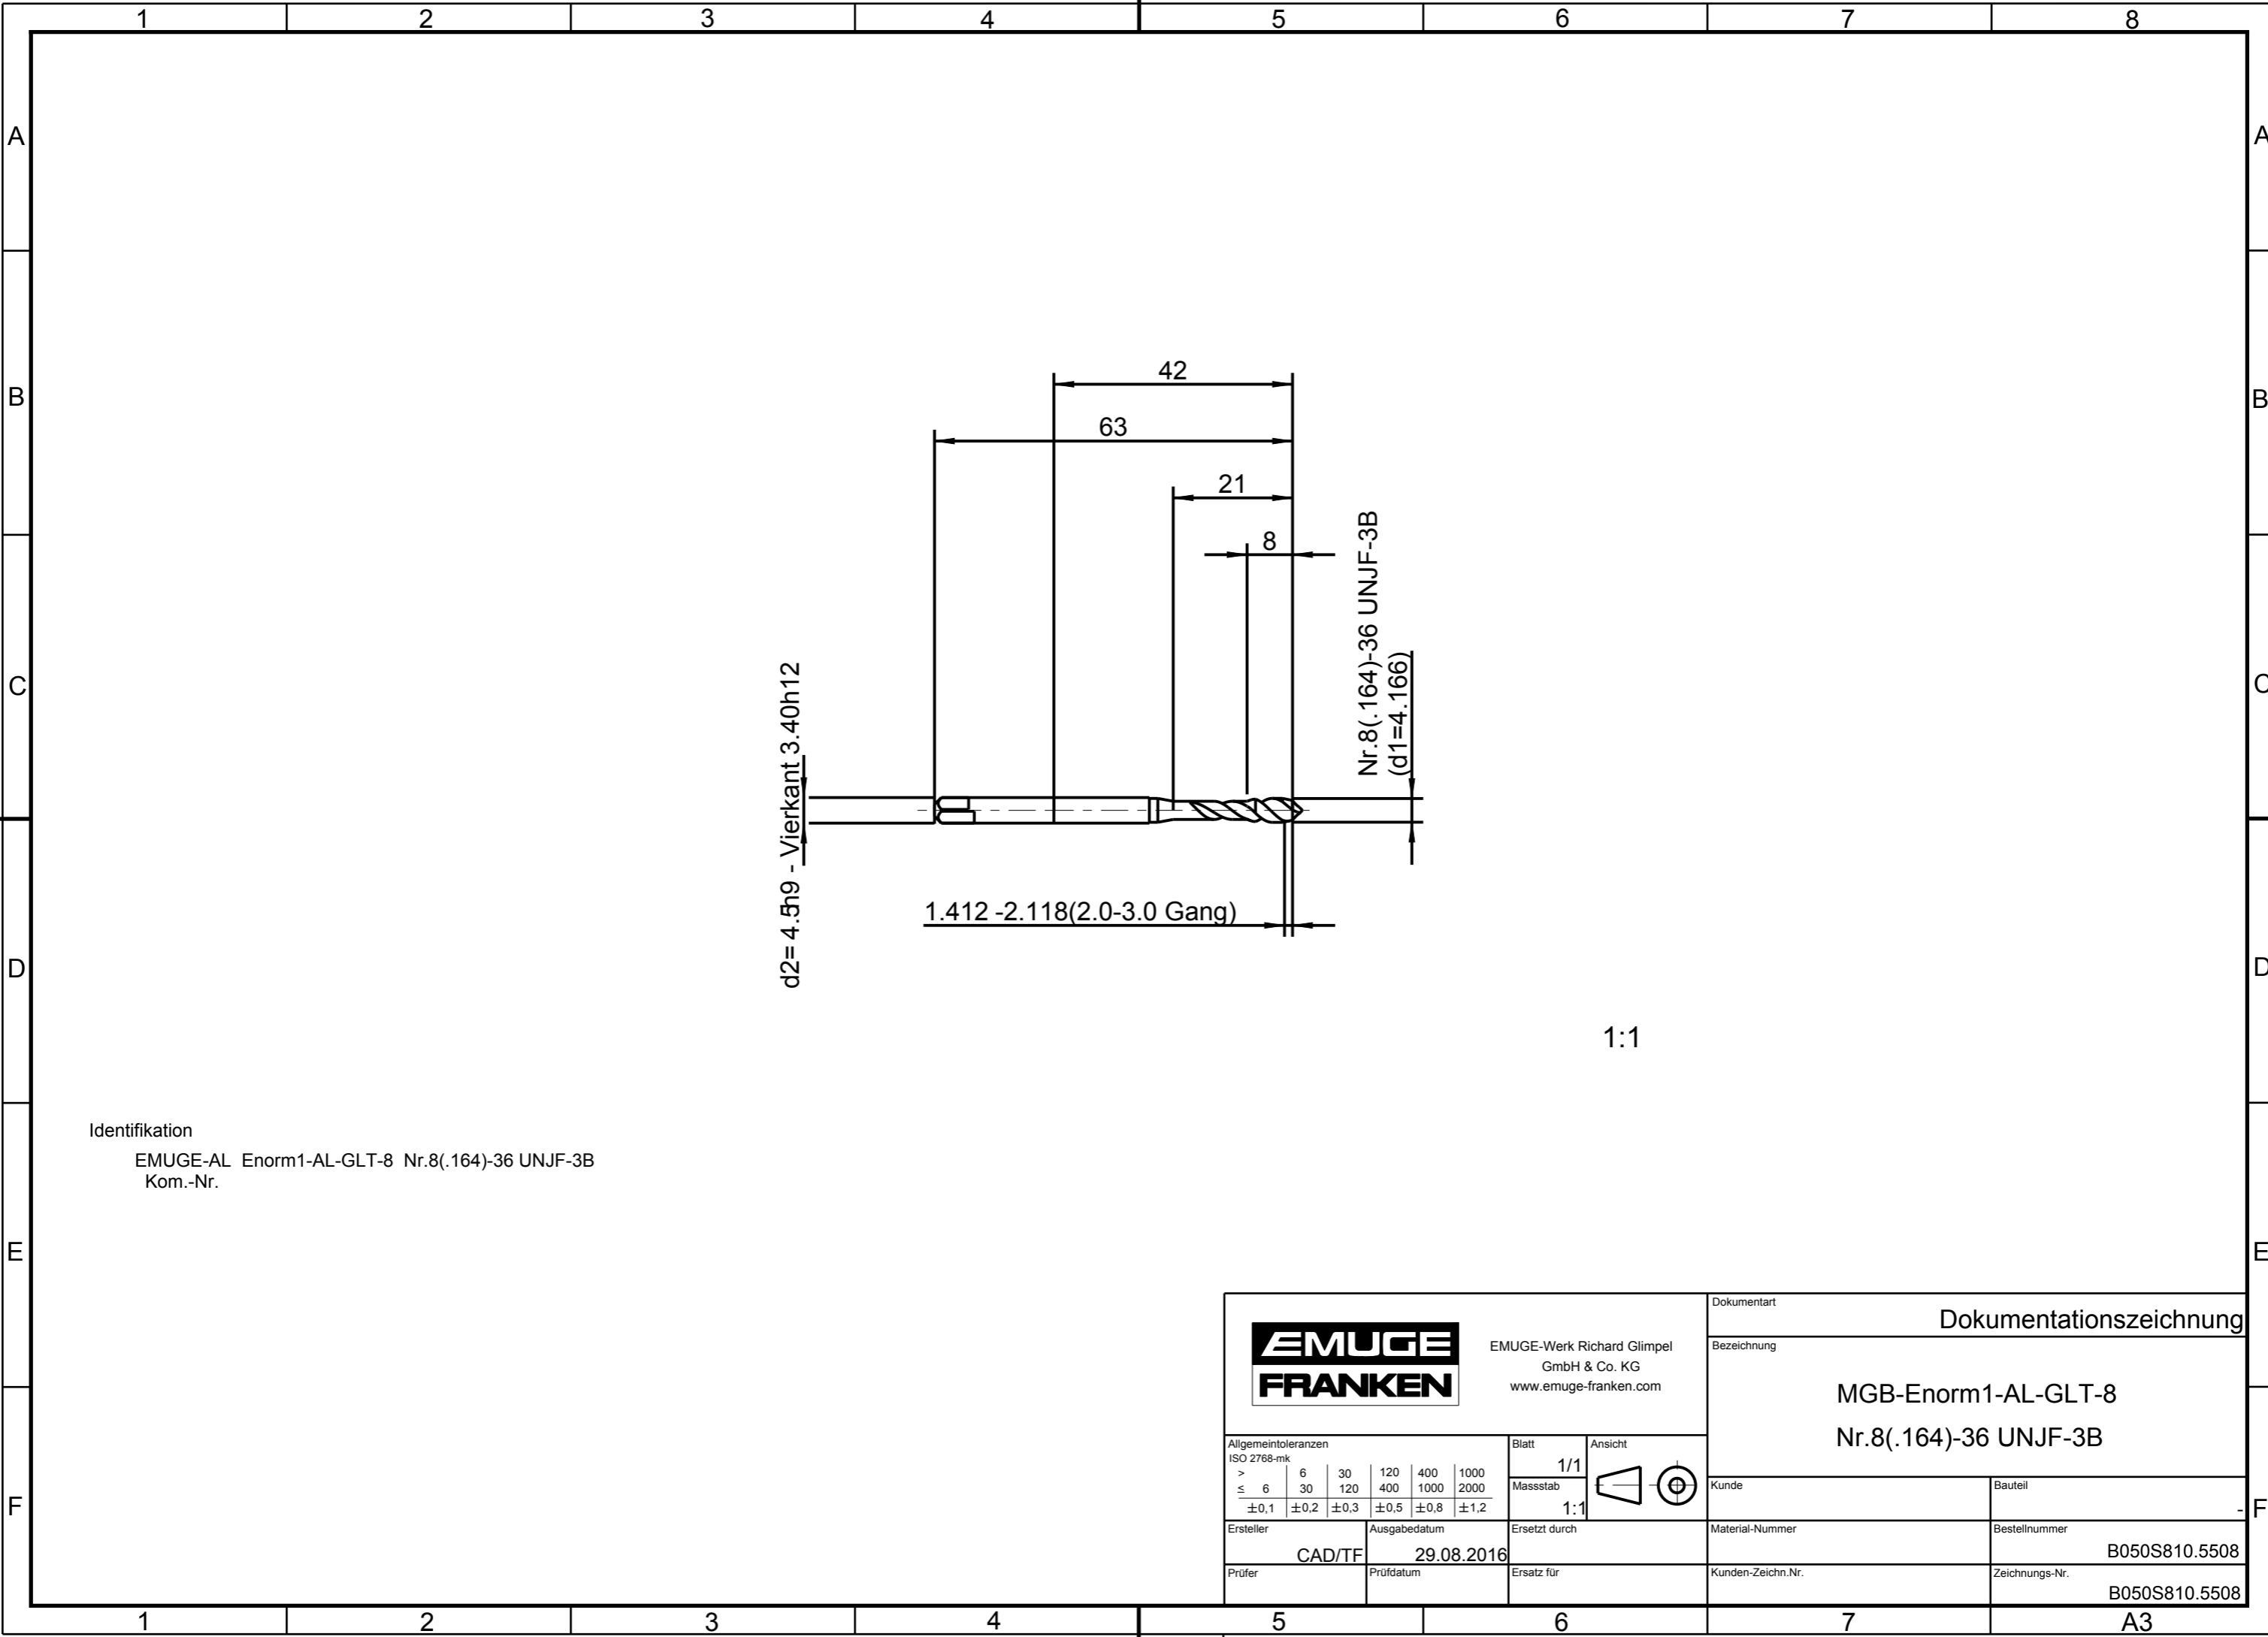 1 2 3 4 5 6 7 8
A A
B B
C C
D D
E E
F F
42
63
21
8
Nr.8(.164)-36 UNJF-3B
(d1=4.166)
d2= 4.5h9 - Vierkant 3.40h12
1.412 -2.118(2.0-3.0 Gang)
1:1
Identifikation
EMUGE-AL Enorm1-AL-GLT-8 Nr.8(.164)-36 UNJF-3B
Kom.-Nr.
EMUGE
FRANKEN
EMUGE-Werk Richard Glimpel
GmbH & Co. KG
www.emuge-franken.com
Dokumentart
Dokumentationszeichnung
Bezeichnung
MGB-Enorm1-AL-GLT-8
Nr.8(.164)-36 UNJF-3B
Allgemeintoleranzen
ISO 2768-mk
> 6 30 120 400 1000
≤ 6 30 120 400 1000 2000
±0,1 ±0,2 ±0,3 ±0,5 ±0,8 ±1,2
Blatt
1/1
Ansicht
Massstab
1:1
Kunde
Bauteil
-
Ersteller
CAD/TF
Ausgabedatum
29.08.2016
Ersetzt durch
Material-Nummer
Bestellnummer
B050S810.5508
Prüfer
Prüfdatum
Ersatz für
Kunden-Zeichn.Nr.
Zeichnungs-Nr.
B050S810.5508
1 2 3 4 5 6 7 A3